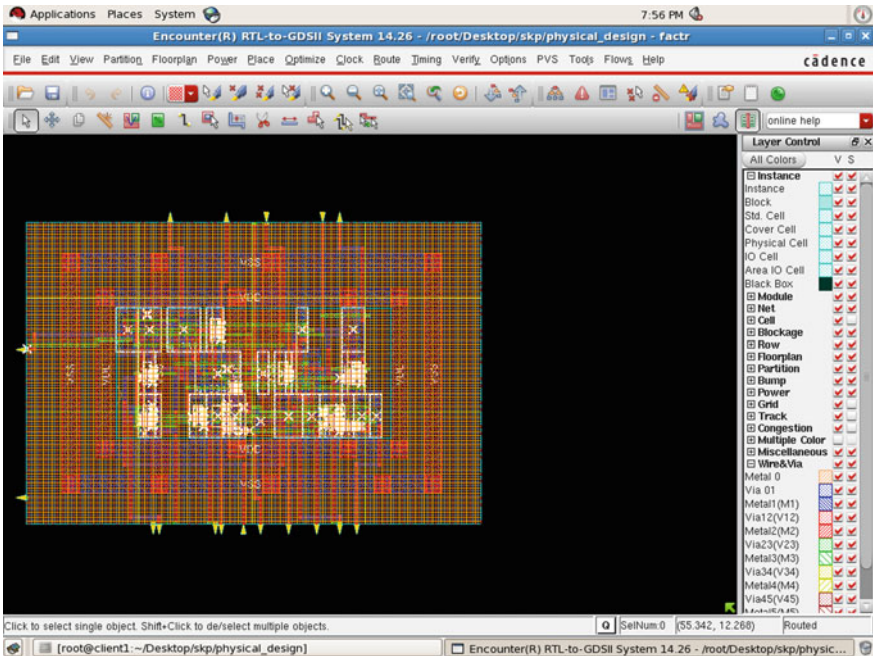 Applications Places System
7:56 PM
Encounter(R) RTL-to-GDSII System 14.26 - /root/Desktop/skp/physical_design - factr
File Edit View Partition Floorplan Power Place Optimize Clock Route Timing Verify Options PVS Tools Flows Help
cādence
online help
Layer Control
All Colors V S
Instance
Instance
Block
Std. Cell
Cover Cell
Physical Cell
IO Cell
Area IO Cell
Black Box
Module
Net
Cell
Blockage
Row
Floorplan
Partition
Bump
Power
Grid
Track
Congestion
Multiple Color
Miscellaneous
Wire&Via
Metal 0
Via 01
Metal1(M1)
Via12(V12)
Metal2(M2)
Via23(V23)
Metal3(M3)
Via34(V34)
Metal4(M4)
Via45(V45)
Metal5(M5)
VSS
VDD
VSS
VDD
VDD
VSS
VDD
VSS
Click to select single object. Shift+Click to de/select multiple objects.
Q SelNum:0 (55.342, 12.268) Routed
[root@client1:~/Desktop/skp/physical_design]
Encounter(R) RTL-to-GDSII System 14.26 - /root/Desktop/skp/physic...